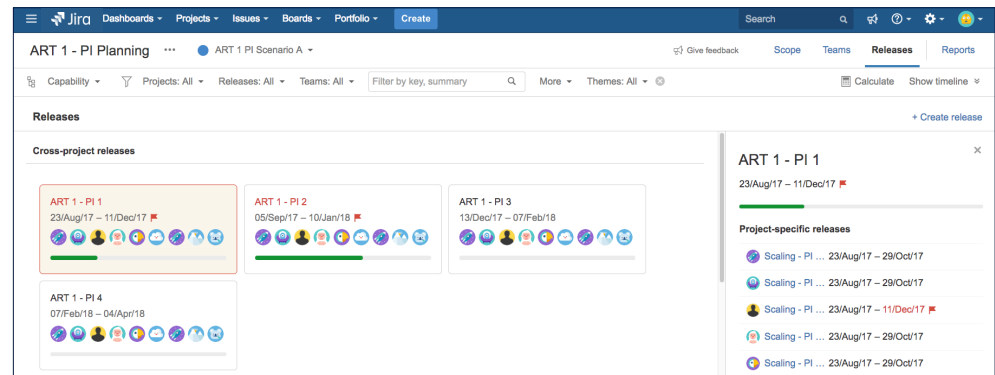 Jira Dashboards Projects Issues Boards Portfolio Create Search
ART 1 - PI Planning ••• ART 1 PI Scenario A Give feedback Scope Teams Releases Reports
Capability Projects: All Releases: All Teams: All Filter by key, summary More Themes: All Calculate Show timeline
Releases + Create release
Cross-project releases
ART 1 - PI 1
23/Aug/17 – 11/Dec/17
ART 1 - PI 2
05/Sep/17 – 10/Jan/18
ART 1 - PI 3
13/Dec/17 – 07/Feb/18
ART 1 - PI 4
07/Feb/18 – 04/Apr/18
ART 1 - PI 1
23/Aug/17 – 11/Dec/17
Project-specific releases
Scaling - PI ... 23/Aug/17 – 29/Oct/17
Scaling - PI ... 23/Aug/17 – 29/Oct/17
Scaling - PI ... 23/Aug/17 – 11/Dec/17
Scaling - PI ... 23/Aug/17 – 29/Oct/17
Scaling - PI ... 23/Aug/17 – 29/Oct/17